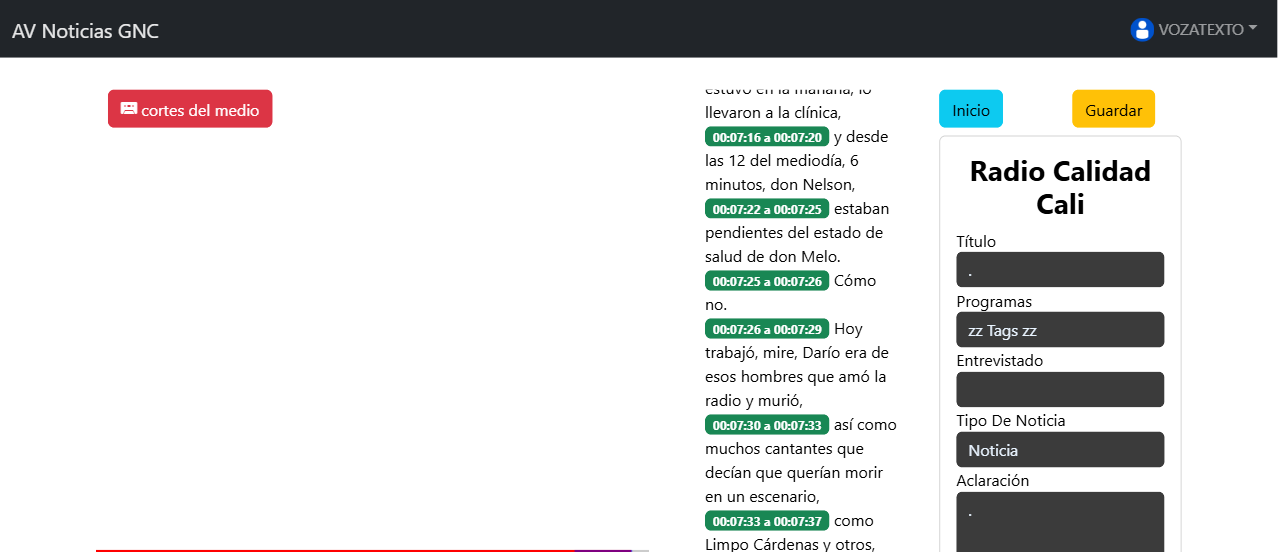 AV Noticias GNC
VOZATEXTO
cortes del medio
estuvo en la mañana, lo
llevaron a la clínica,
00:07:16 a 00:07:20 y desde
las 12 del mediodía, 6
minutos, don Nelson,
00:07:22 a 00:07:25 estaban
pendientes del estado de
salud de don Melo.
00:07:25 a 00:07:26 Cómo
no.
00:07:26 a 00:07:29 Hoy
trabajó, mire, Darío era de
esos hombres que amó la
radio y murió,
00:07:30 a 00:07:33 así como
muchos cantantes que
decían que querían morir
en un escenario,
00:07:33 a 00:07:37 como
Limpo Cárdenas y otros,
Inicio
Guardar
Radio Calidad
Cali
Título
.
Programas
zz Tags zz
Entrevistado
Tipo De Noticia
Noticia
Aclaración
.